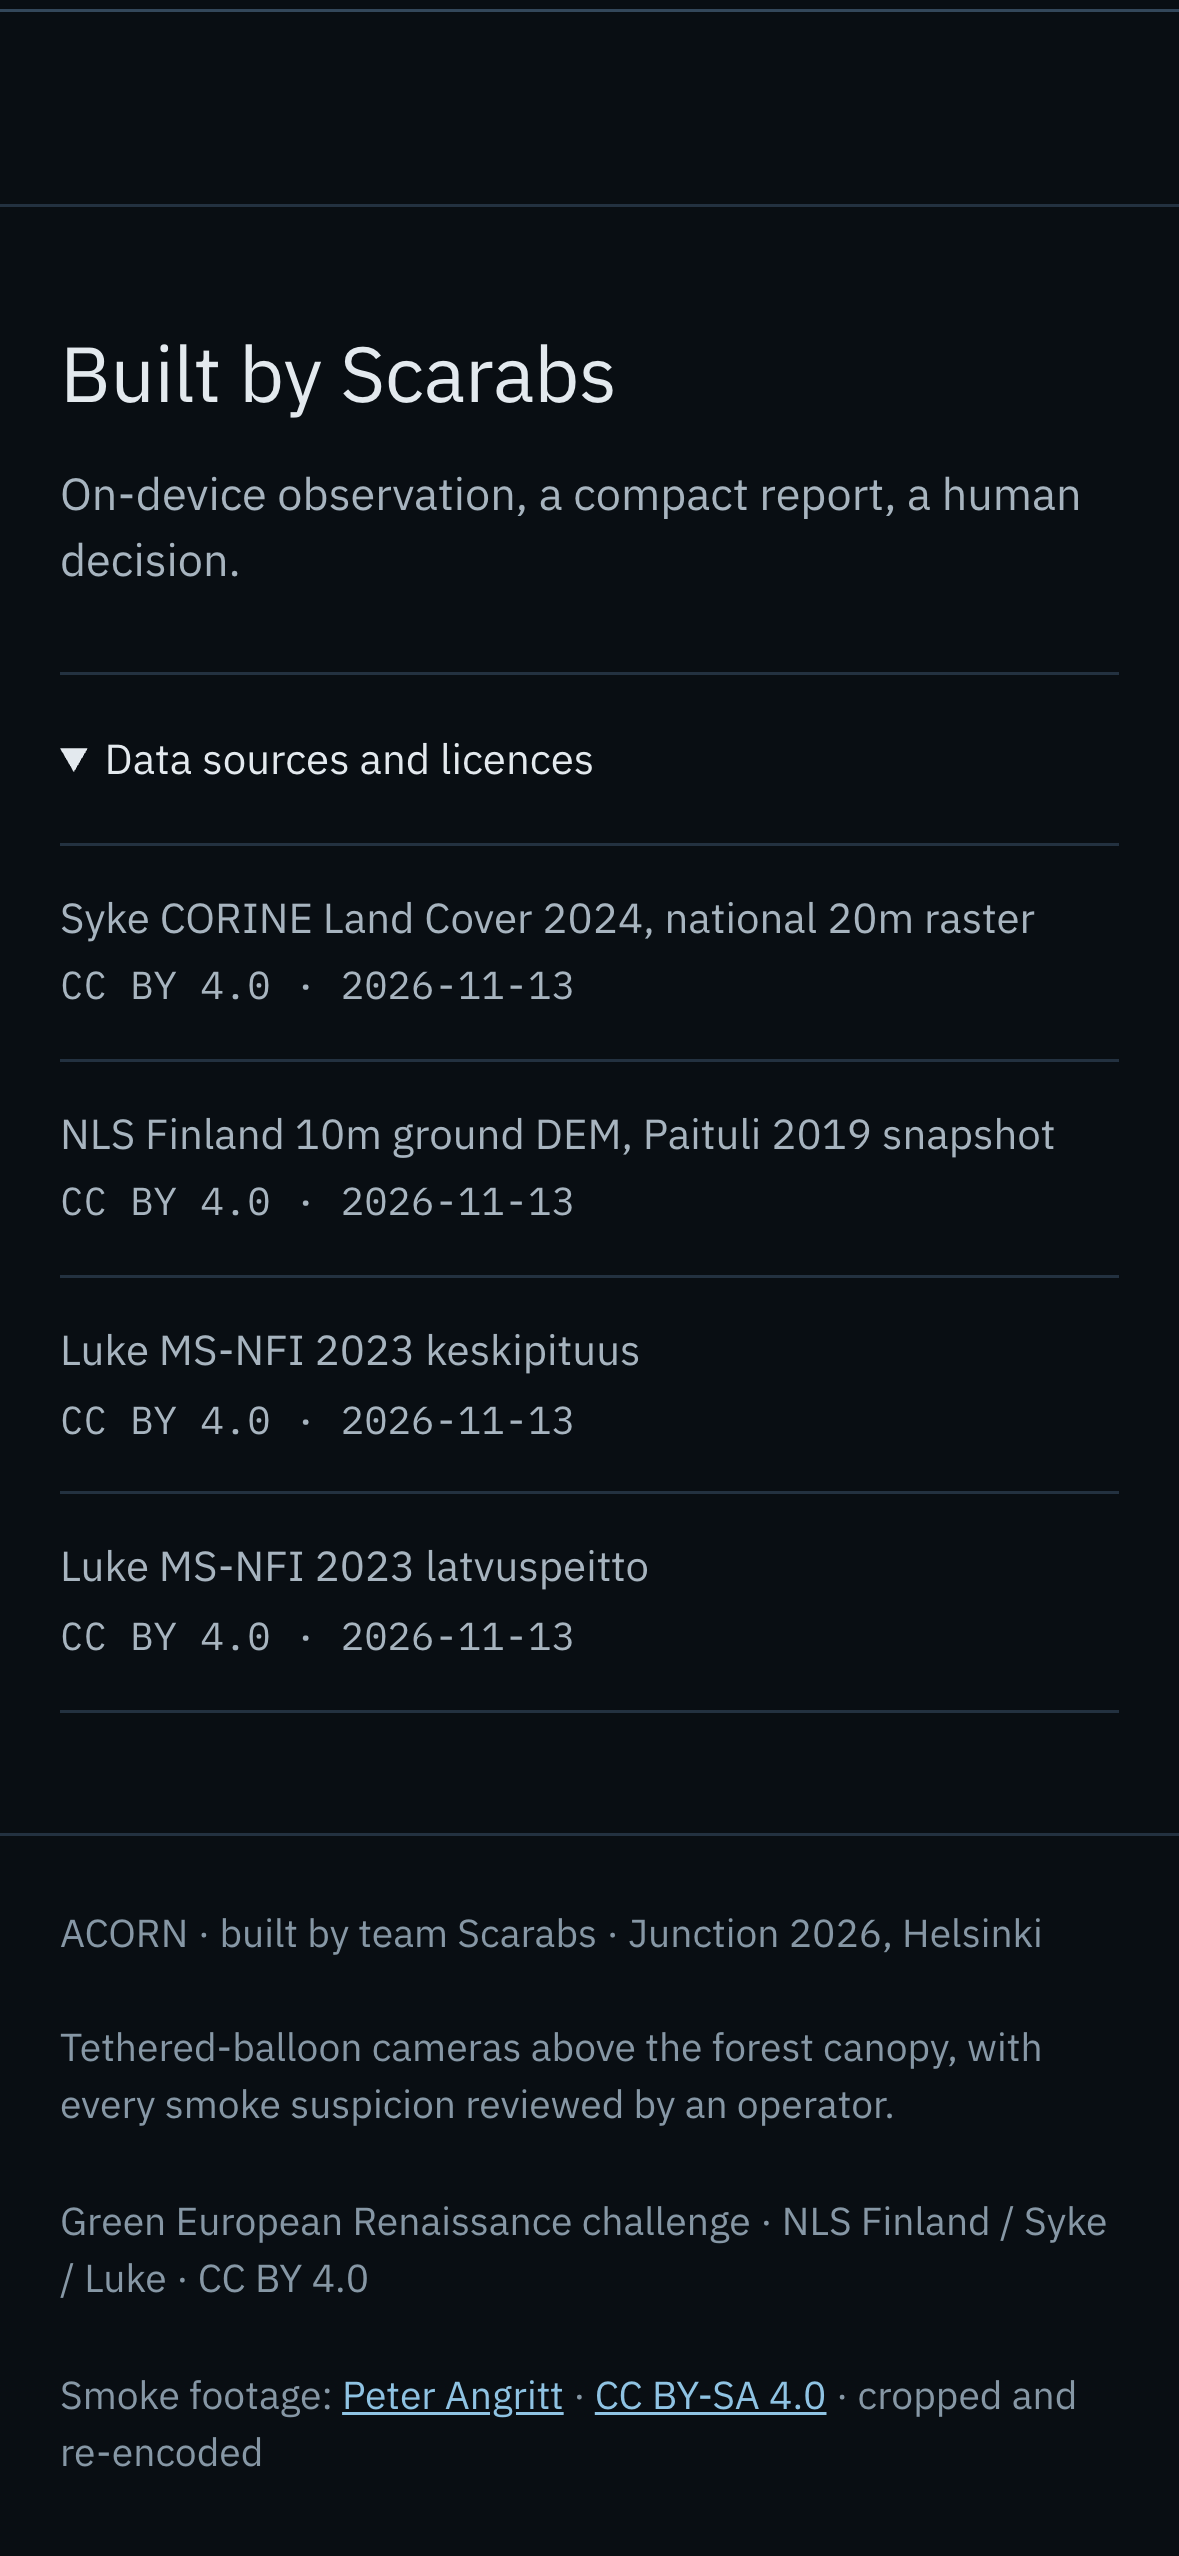 Built by Scarabs
On-device observation, a compact report, a human
decision.
▼ Data sources and licences
Syke CORINE Land Cover 2024, national 20m raster
CC BY 4.0 · 2026-11-13
NLS Finland 10m ground DEM, Paituli 2019 snapshot
CC BY 4.0 · 2026-11-13
Luke MS-NFI 2023 keskipituus
CC BY 4.0 · 2026-11-13
Luke MS-NFI 2023 latvuspeitto
CC BY 4.0 · 2026-11-13
ACORN · built by team Scarabs · Junction 2026, Helsinki
Tethered-balloon cameras above the forest canopy, with
every smoke suspicion reviewed by an operator.
Green European Renaissance challenge · NLS Finland / Syke
/ Luke · CC BY 4.0
Smoke footage: Peter Angritt · CC BY-SA 4.0 · cropped and
re-encoded